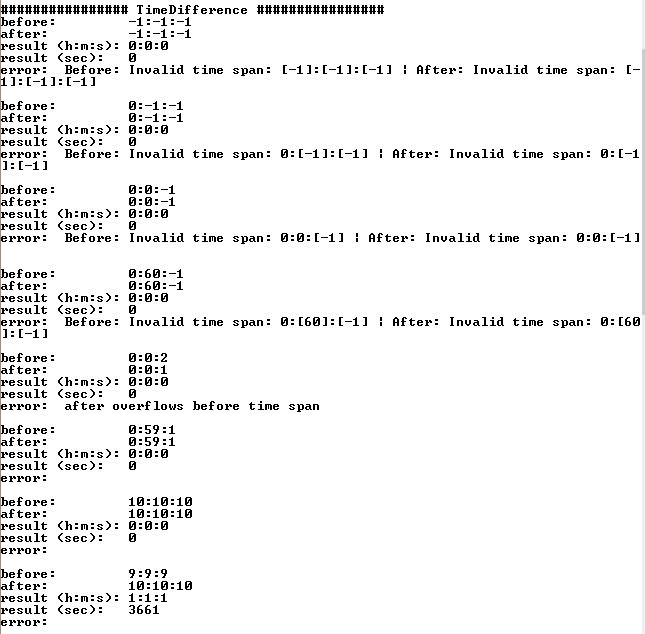 ################ TimeDifference ################
before:         -1:-1:-1
after:          -1:-1:-1
result (h:m:s): 0:0:0
result (sec):   0
error:  Before: Invalid time span: [-1]:[-1]:[-1] ¦ After: Invalid time span: [-
1]:[-1]:[-1]
before:         0:-1:-1
after:          0:-1:-1
result (h:m:s): 0:0:0
result (sec):   0
error:  Before: Invalid time span: 0:[-1]:[-1] ¦ After: Invalid time span: 0:[-1
]:[-1]
before:         0:0:-1
after:          0:0:-1
result (h:m:s): 0:0:0
result (sec):   0
error:  Before: Invalid time span: 0:0:[-1] ¦ After: Invalid time span: 0:0:[-1]
before:         0:60:-1
after:          0:60:-1
result (h:m:s): 0:0:0
result (sec):   0
error:  Before: Invalid time span: 0:[60]:[-1] ¦ After: Invalid time span: 0:[60
]:[-1]
before:         0:0:2
after:          0:0:1
result (h:m:s): 0:0:0
result (sec):   0
error:  after overflows before time span
before:         0:59:1
after:          0:59:1
result (h:m:s): 0:0:0
result (sec):   0
error:
before:         10:10:10
after:          10:10:10
result (h:m:s): 0:0:0
result (sec):   0
error:
before:         9:9:9
after:          10:10:10
result (h:m:s): 1:1:1
result (sec):   3661
error: